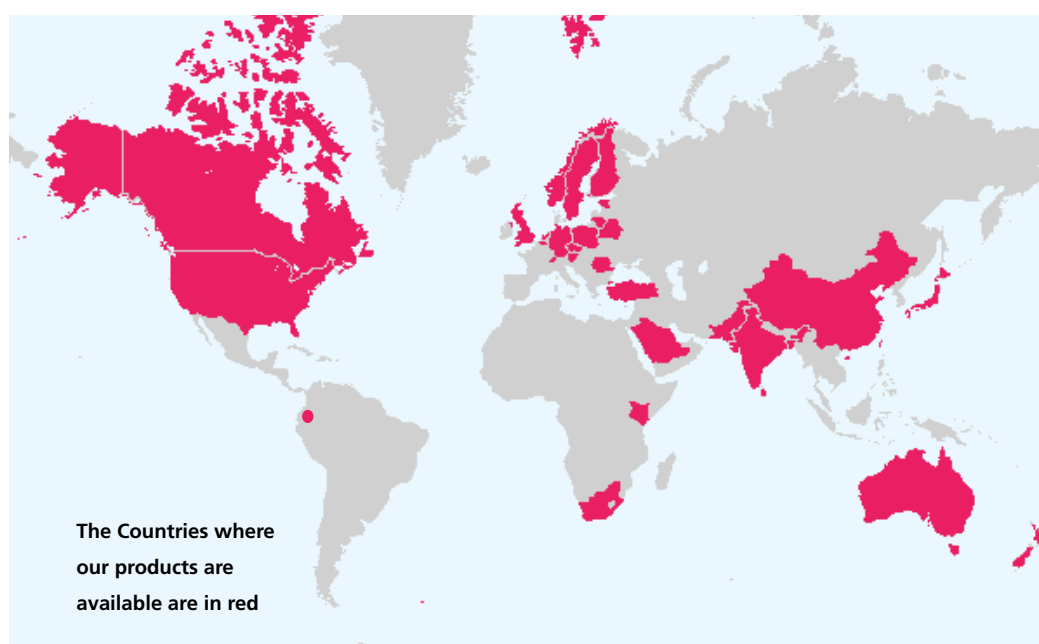 The Countries where
our products are
available are in red